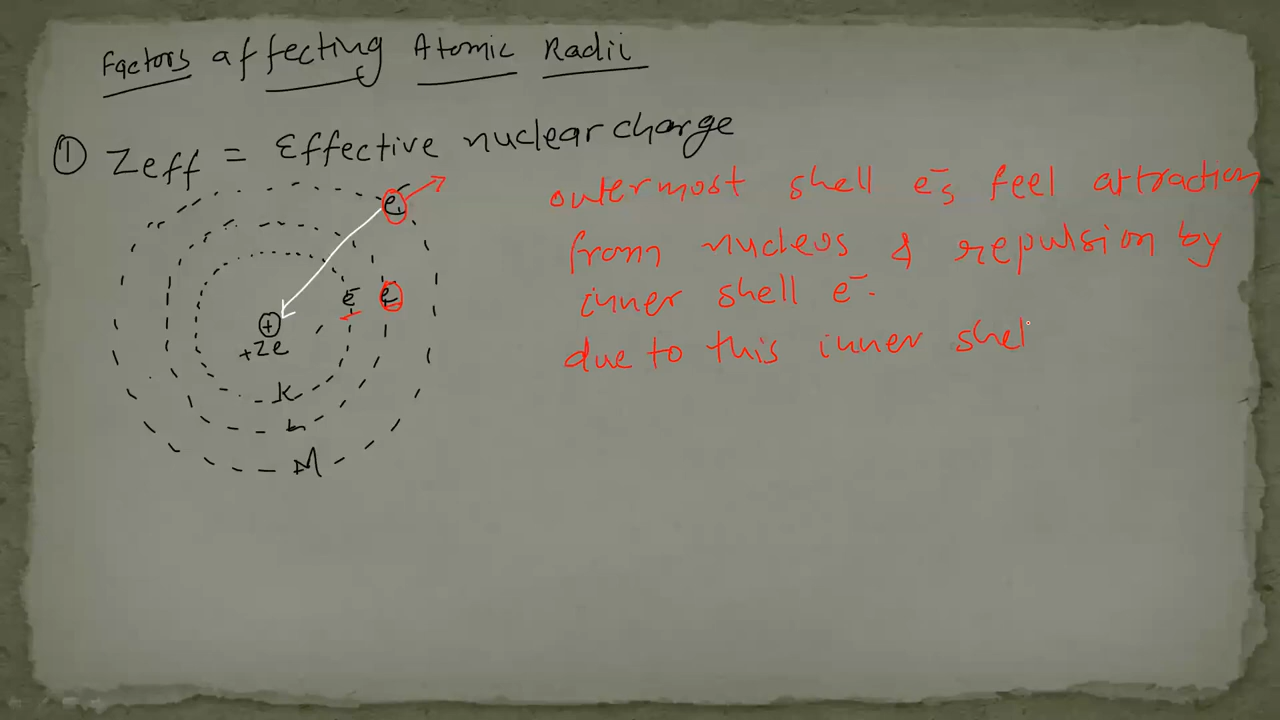 Factors affecting Atomic Radii
① Zeff = Effective nuclear charge
outermost shell e⁻s feel attraction
from nucleus & repulsion by
inner shell e⁻.
due to this inner shel
e⁻
e⁻ e
+
+Ze
K
L
M